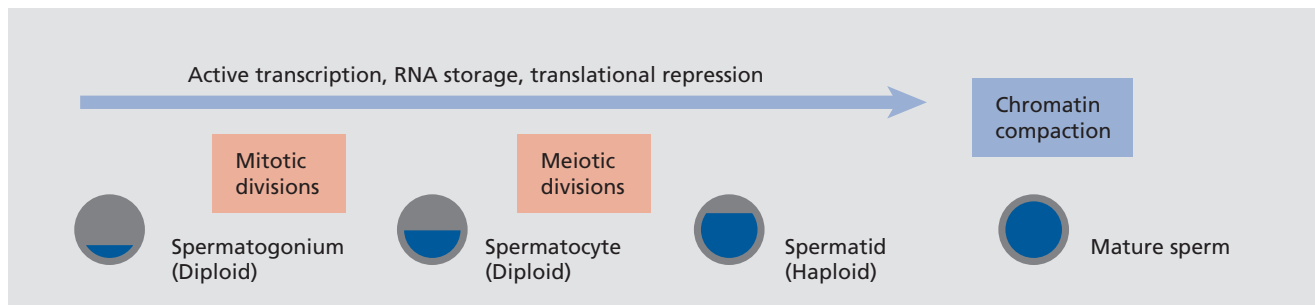 Active transcription, RNA storage, translational repression
Chromatin
compaction
Mitotic
divisions
Meiotic
divisions
Spermatogonium
(Diploid)
Spermatocyte
(Diploid)
Spermatid
(Haploid)
Mature sperm